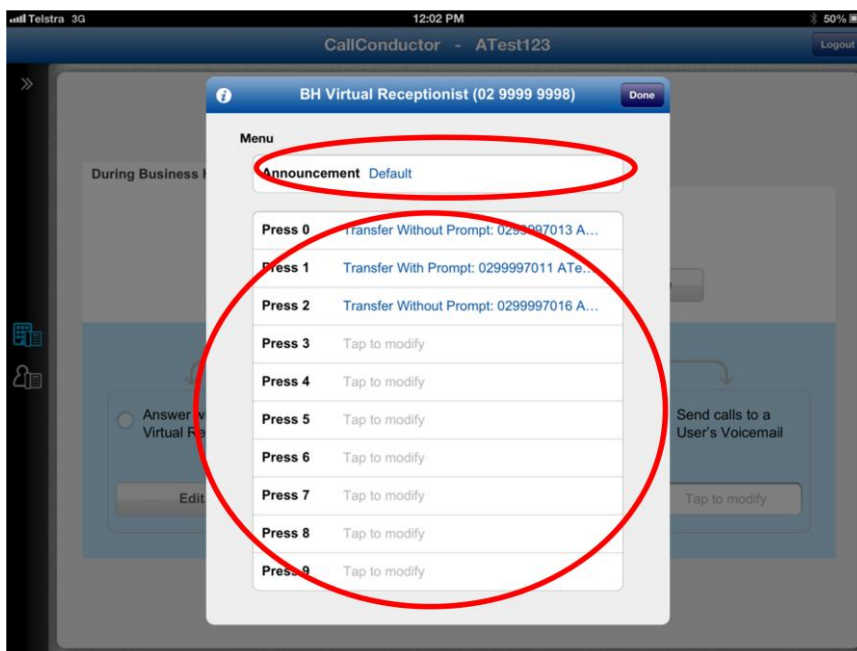 Telstra 3G 12:02 PM 50%
CallConductor - ATest123 Logout
BH Virtual Receptionist (02 9999 9998) Done
Menu
Announcement Default
During Business
Press 0 Transfer Without Prompt: 0299997013 A...
Press 1 Transfer With Prompt: 0299997011 ATe...
Press 2 Transfer Without Prompt: 0299997016 A...
Press 3 Tap to modify
Press 4 Tap to modify
Press 5 Tap to modify
Press 6 Tap to modify
Press 7 Tap to modify
Press 8 Tap to modify
Press 9 Tap to modify
Answer
Virtual
Edit
Send calls to a
User's Voicemail
Tap to modify